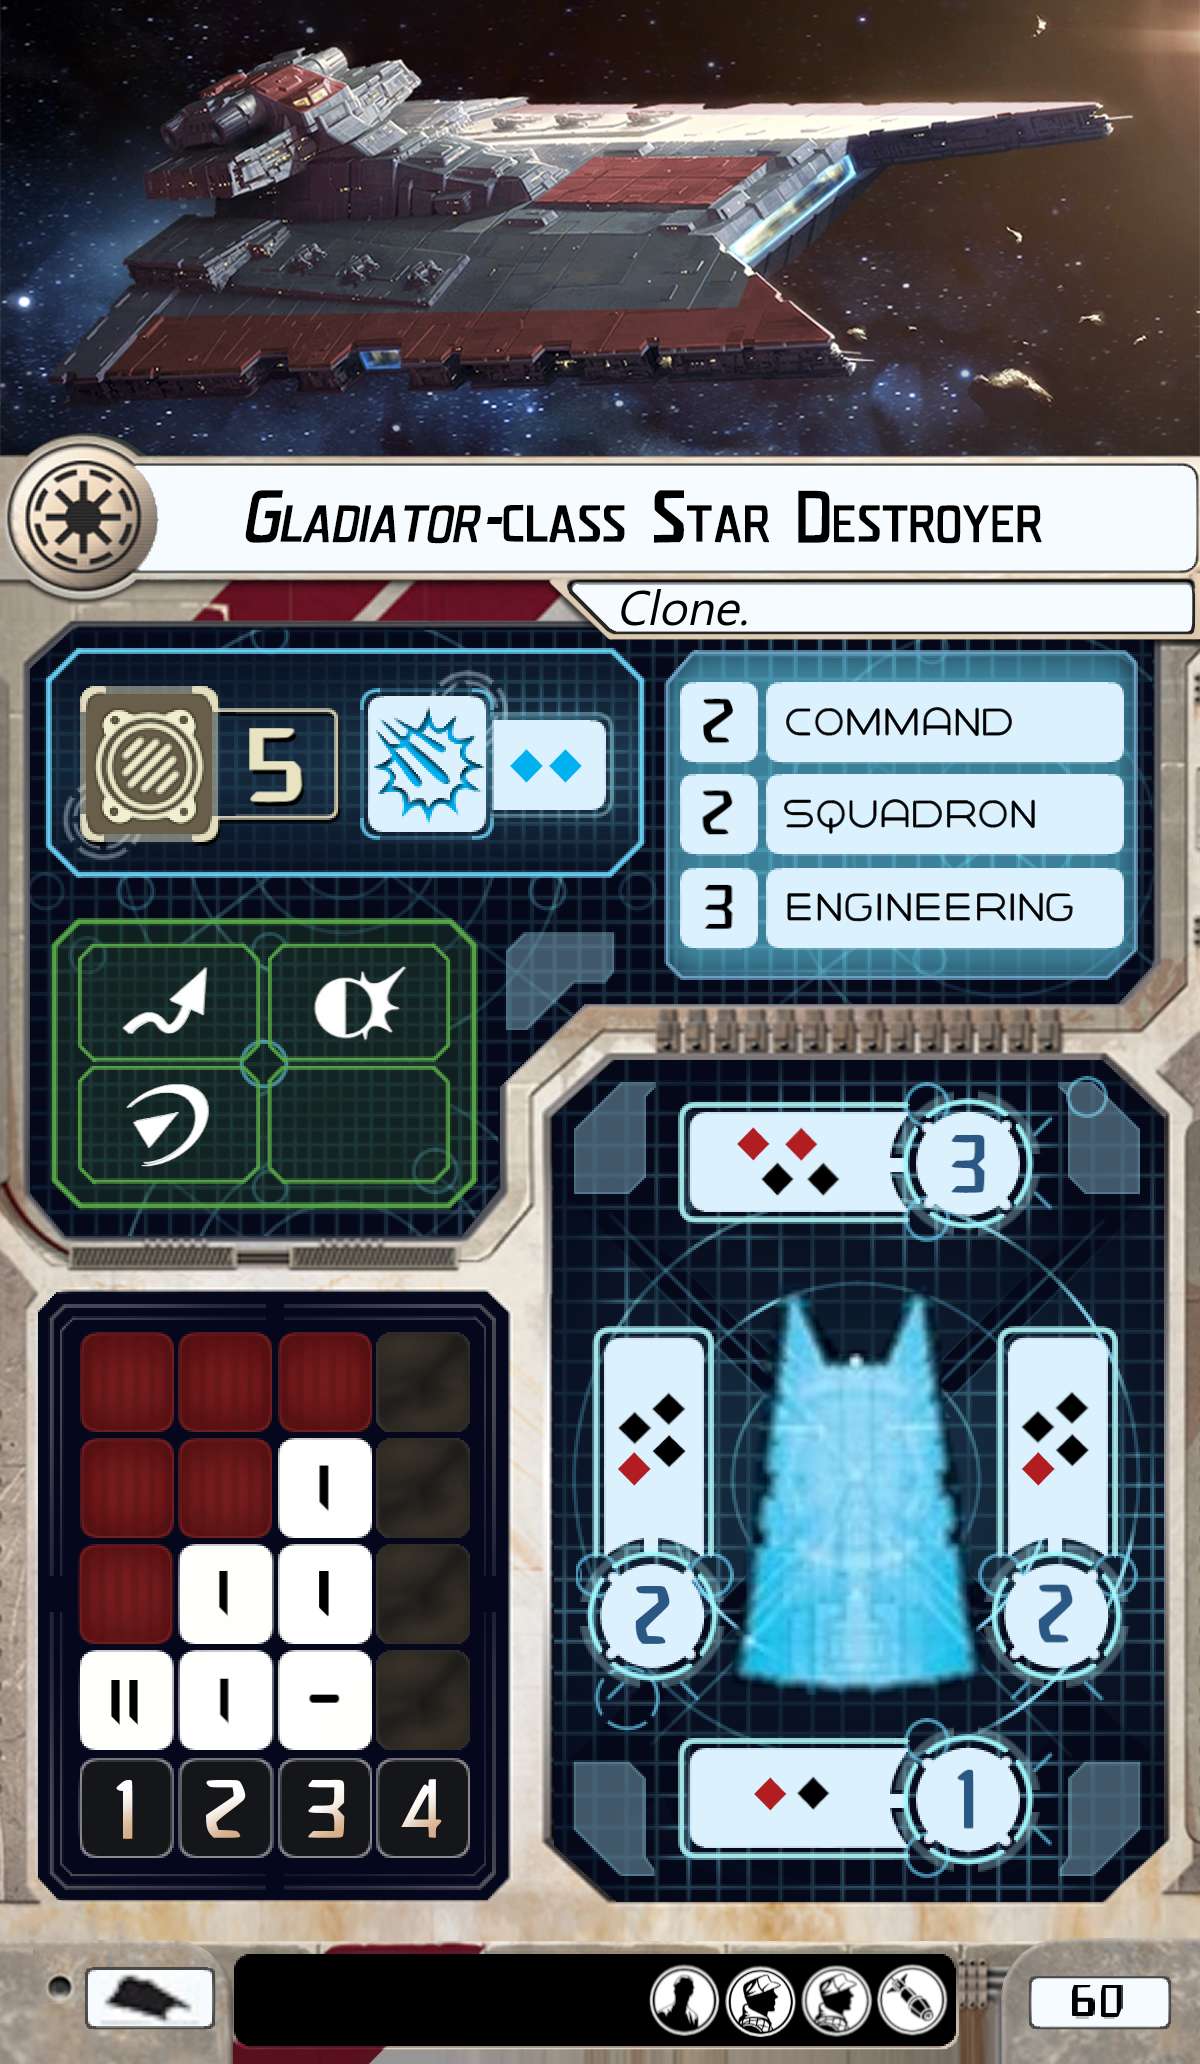 GLADIATOR-CLASS STAR DESTROYER
Clone.
5
2 COMMAND
2 SQUADRON
3 ENGINEERING
3
2
2
1
I
I I
II I -
1 2 3 4
60